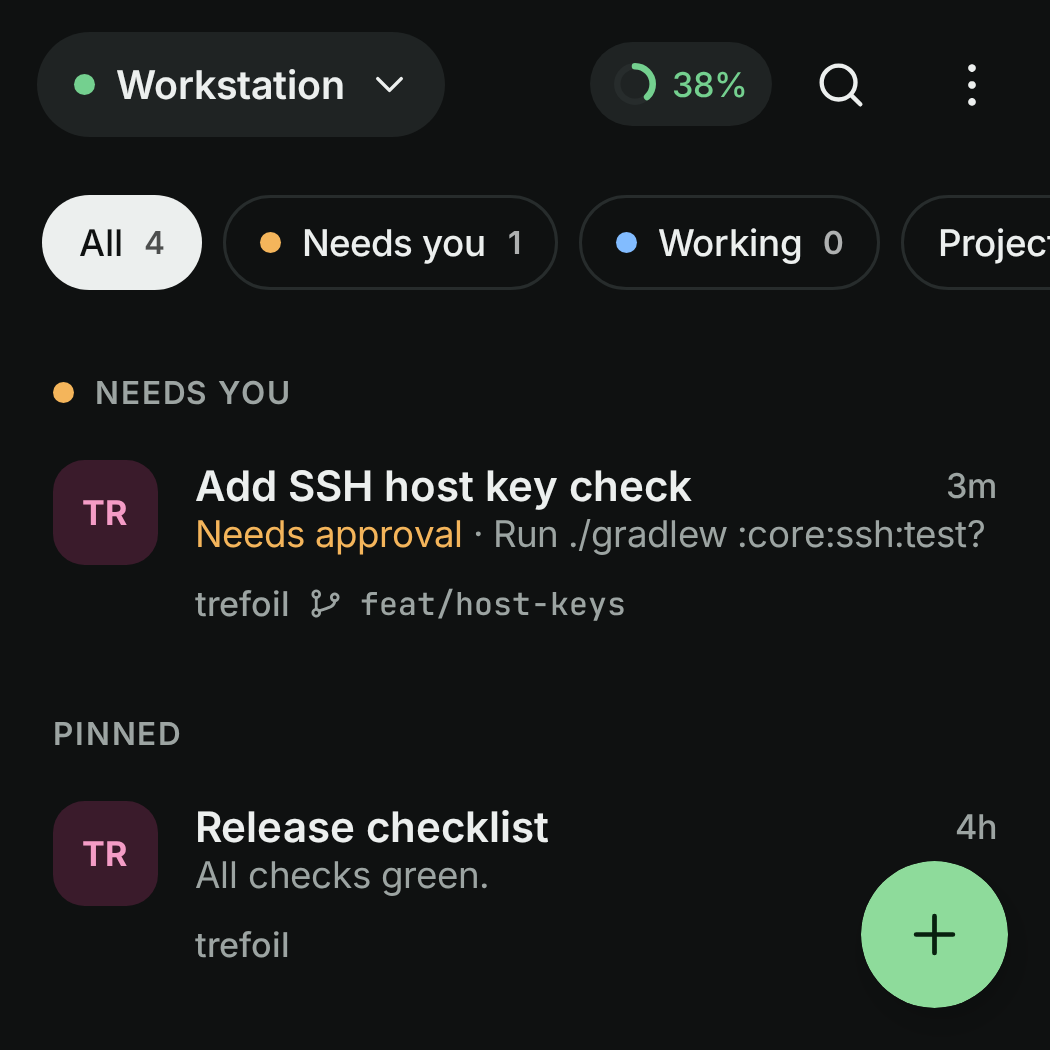 Workstation
38%
All 4
Needs you 1
Working 0
Project
NEEDS YOU
TR
Add SSH host key check
3m
Needs approval · Run ./gradlew :core:ssh:test?
trefoil feat/host-keys
PINNED
TR
Release checklist
4h
All checks green.
trefoil